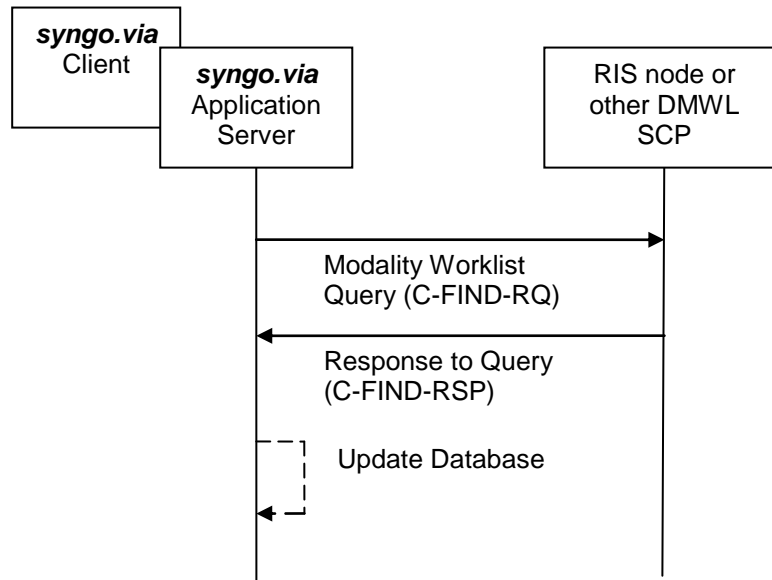 syngo.via
Client
syngo.via
Application
Server
RIS node or
other DMWL
SCP
Modality Worklist
Query (C-FIND-RQ)
Response to Query
(C-FIND-RSP)
Update Database